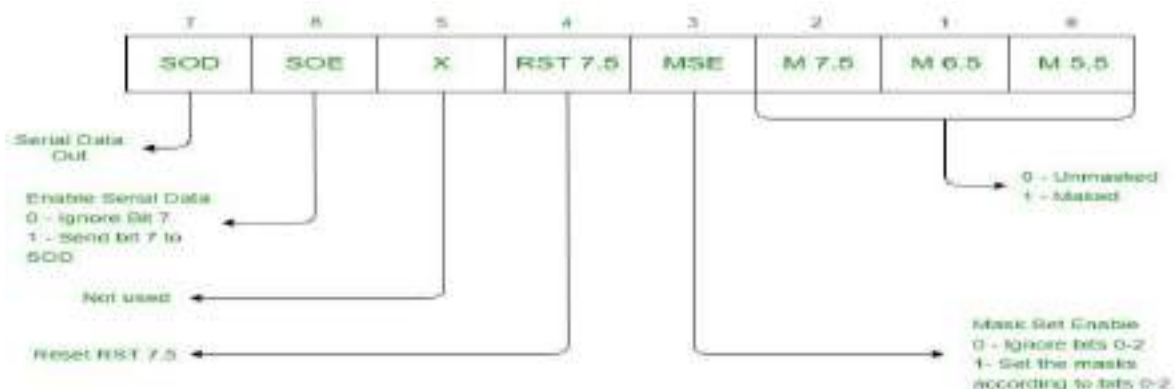 7 6 5 4 3 2 1 0
SOD SOE X RST 7.5 MSE M 7.5 M 6.5 M 5.5
Serial Data
Out
0 - Unmasked
1 - Masked
Enable Serial Data
0 - Ignore Bit 7
1 - Send bit 7 to
SOD
Not used
Reset RST 7.5
Mask Set Enable
0 - Ignore bits 0-2
1- Set the masks
according to bits 0-2